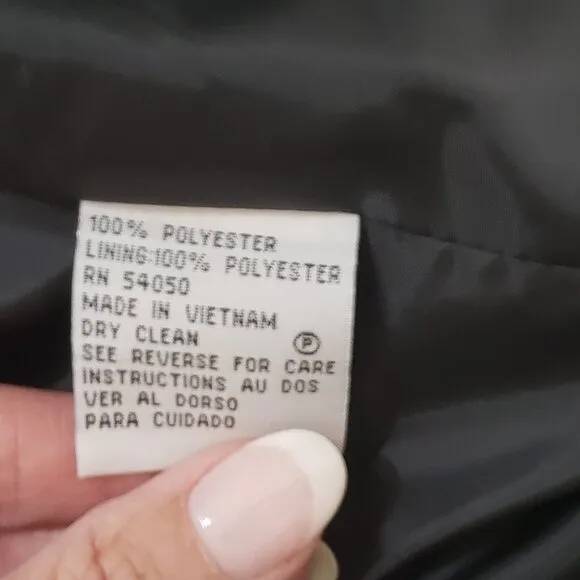 100% POLYESTER
LINING:100% POLYESTER
RN 54050
MADE IN VIETNAM
DRY CLEAN Ⓟ
SEE REVERSE FOR CARE
INSTRUCTIONS AU DOS
VER AL DORSO
PARA CUIDADO